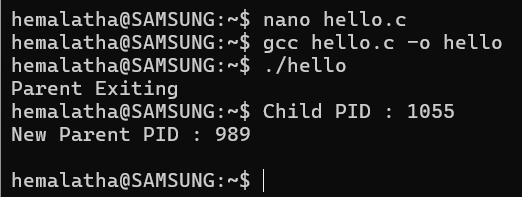 hemalatha@SAMSUNG:~$ nano hello.c
hemalatha@SAMSUNG:~$ gcc hello.c -o hello
hemalatha@SAMSUNG:~$ ./hello
Parent Exiting
hemalatha@SAMSUNG:~$ Child PID : 1055
New Parent PID : 989
hemalatha@SAMSUNG:~$